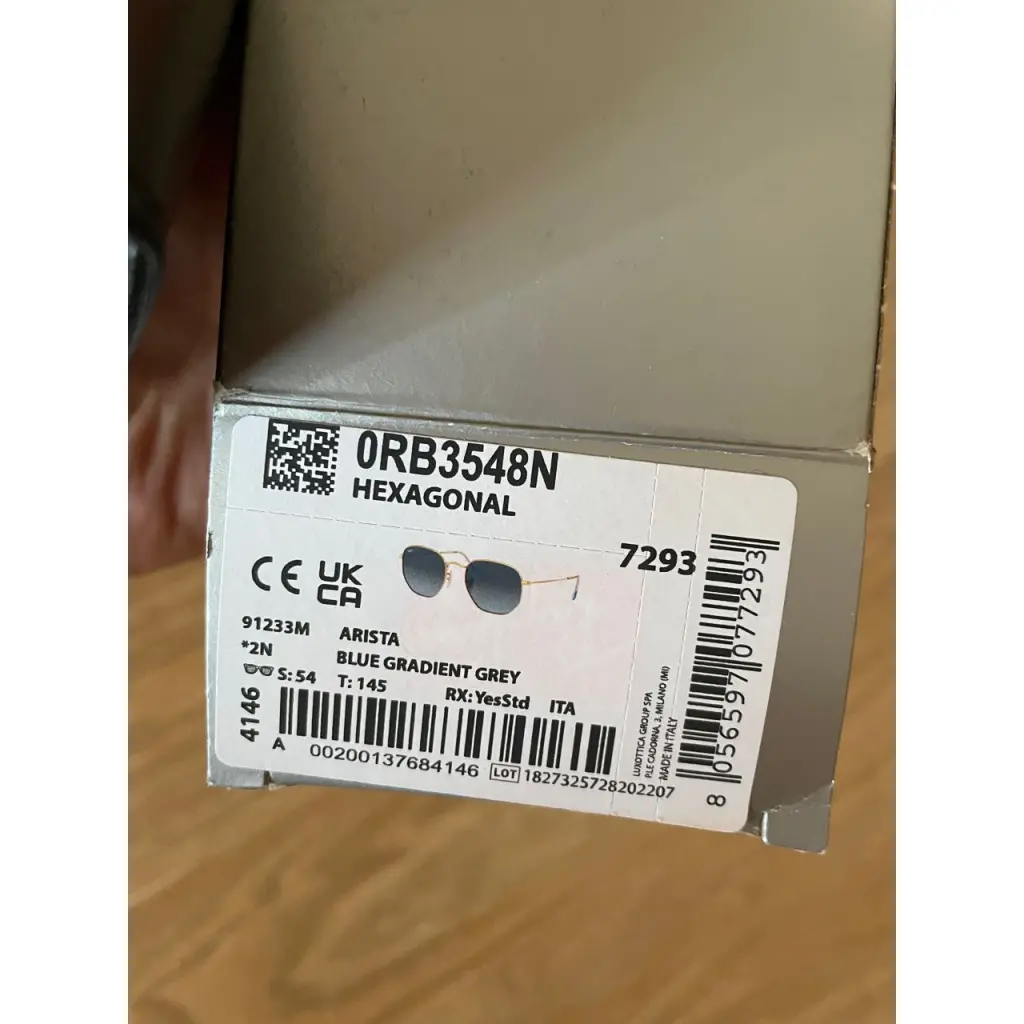 0RB3548N
HEXAGONAL
7293
CE UK
CA
91233M ARISTA
*2N BLUE GRADIENT GREY
S: 54 T: 145 RX: YesStd ITA
4146
A 00200137684146 LOT 1827325728202207
LUXOTTICA GROUP SPA
PLE CADORNA, 3, MILANO (MI)
MADE IN ITALY
8 056597 077293